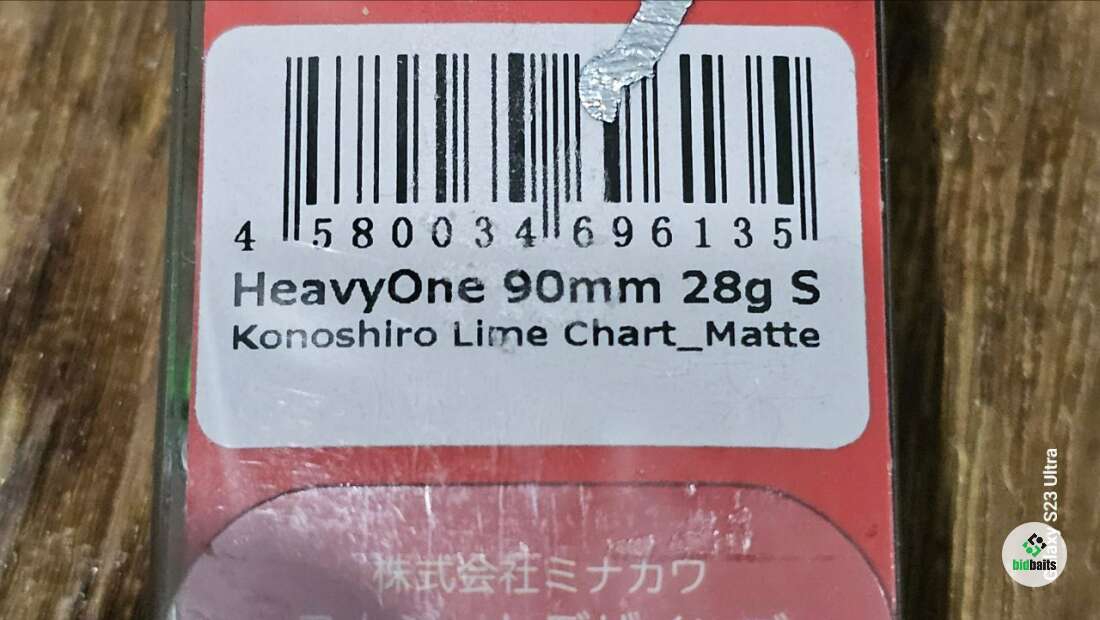 4 580034 696135
HeavyOne 90mm 28g S
Konoshiro Lime Chart_Matte
株式会社ミナカワ
Galaxy S23 Ultra
bidbaits